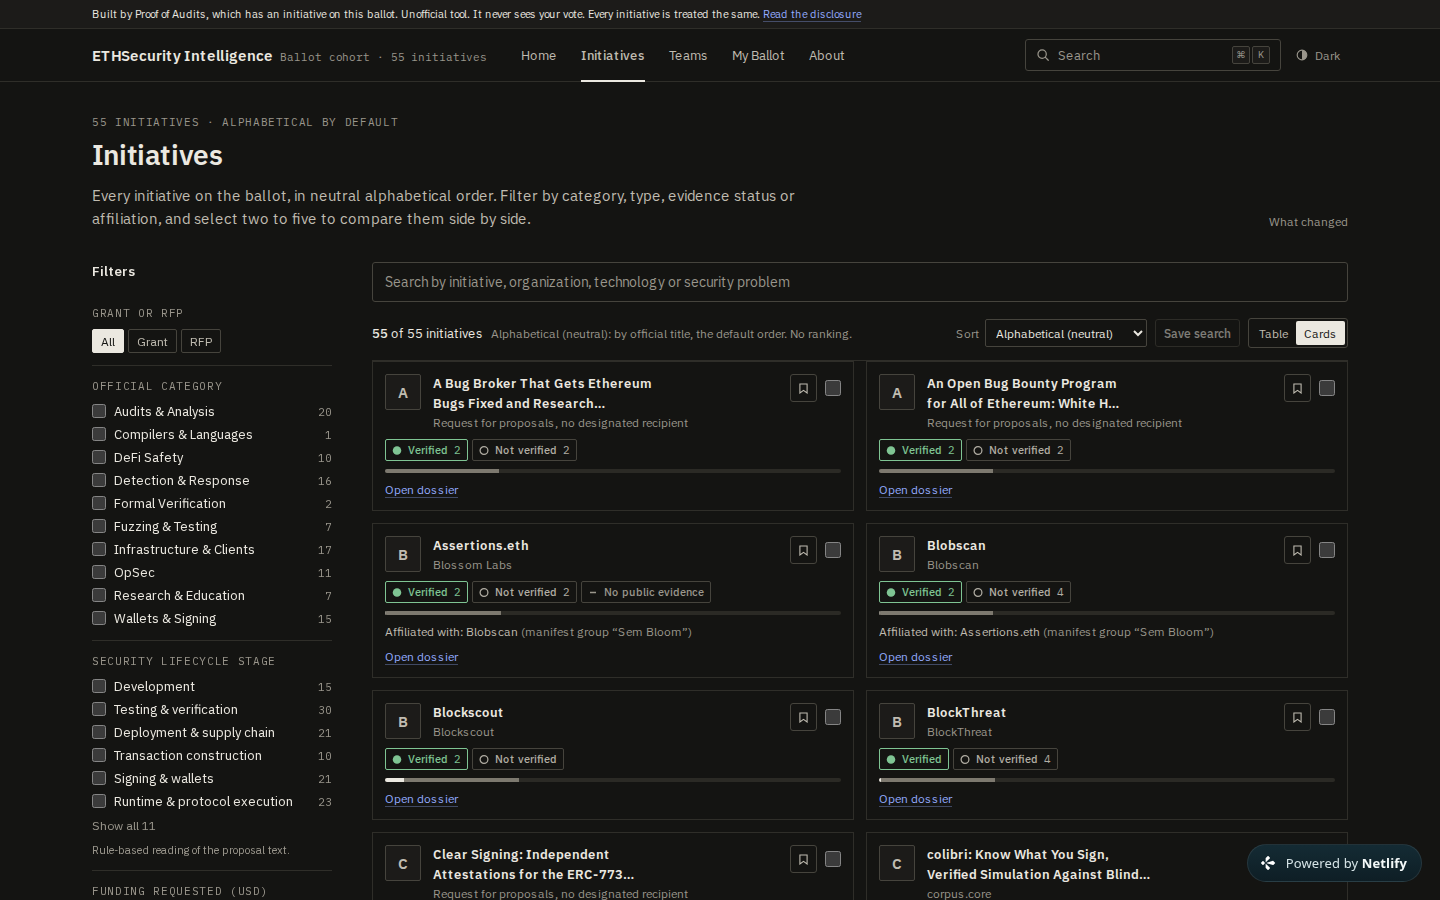 Built by Proof of Audits, which has an initiative on this ballot. Unofficial tool. It never sees your vote. Every initiative is treated the same. Read the disclosure
ETHSecurity Intelligence Ballot cohort · 55 initiatives
Home Initiatives Teams My Ballot About
Search ⌘ K
Dark
55 INITIATIVES · ALPHABETICAL BY DEFAULT
Initiatives
Every initiative on the ballot, in neutral alphabetical order. Filter by category, type, evidence status or
affiliation, and select two to five to compare them side by side.
What changed
Filters
GRANT OR RFP
All Grant RFP
OFFICIAL CATEGORY
Audits & Analysis 20
Compilers & Languages 1
DeFi Safety 10
Detection & Response 16
Formal Verification 2
Fuzzing & Testing 7
Infrastructure & Clients 17
OpSec 11
Research & Education 7
Wallets & Signing 15
SECURITY LIFECYCLE STAGE
Development 15
Testing & verification 30
Deployment & supply chain 21
Transaction construction 10
Signing & wallets 21
Runtime & protocol execution 23
Show all 11
Rule-based reading of the proposal text.
FUNDING REQUESTED (USD)
Search by initiative, organization, technology or security problem
55 of 55 initiatives Alphabetical (neutral): by official title, the default order. No ranking.
Sort Alphabetical (neutral) Save search Table Cards
A
A Bug Broker That Gets Ethereum
Bugs Fixed and Research...
Request for proposals, no designated recipient
Verified 2 Not verified 2
Open dossier
A
An Open Bug Bounty Program
for All of Ethereum: White H...
Request for proposals, no designated recipient
Verified 2 Not verified 2
Open dossier
B
Assertions.eth
Blossom Labs
Verified 2 Not verified 2 – No public evidence
Affiliated with: Blobscan (manifest group “Sem Bloom”)
Open dossier
B
Blobscan
Blobscan
Verified 2 Not verified 4
Affiliated with: Assertions.eth (manifest group “Sem Bloom”)
Open dossier
B
Blockscout
Blockscout
Verified 2 Not verified
Open dossier
B
BlockThreat
BlockThreat
Verified Not verified 4
Open dossier
C
Clear Signing: Independent
Attestations for the ERC-773...
Request for proposals, no designated recipient
C
colibri: Know What You Sign,
Verified Simulation Against Blind...
corpus.core
Powered by Netlify